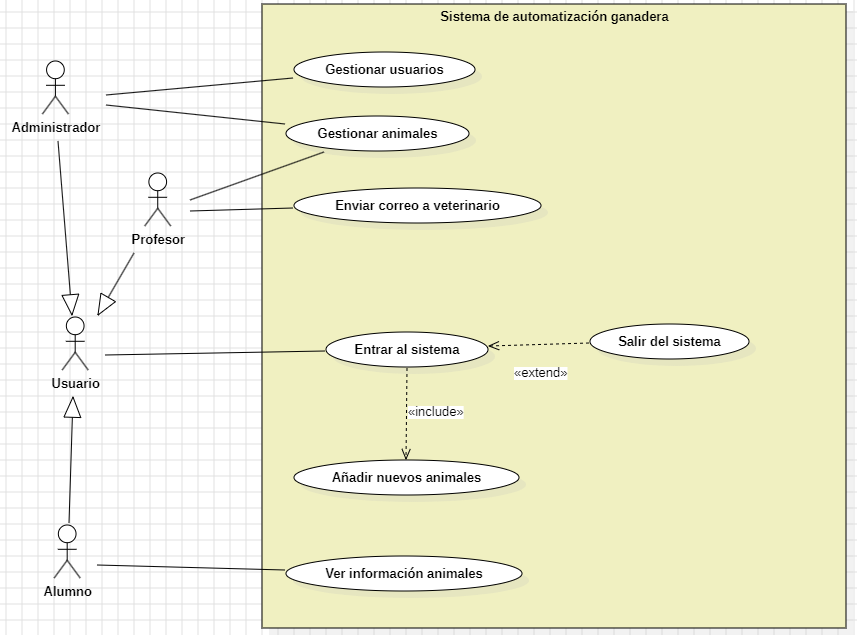 Sistema de automatización ganadera
Gestionar usuarios
Administrador
Gestionar animales
Profesor
Enviar correo a veterinario
Usuario
Entrar al sistema
Salir del sistema
«extend»
«include»
Añadir nuevos animales
Alumno
Ver información animales